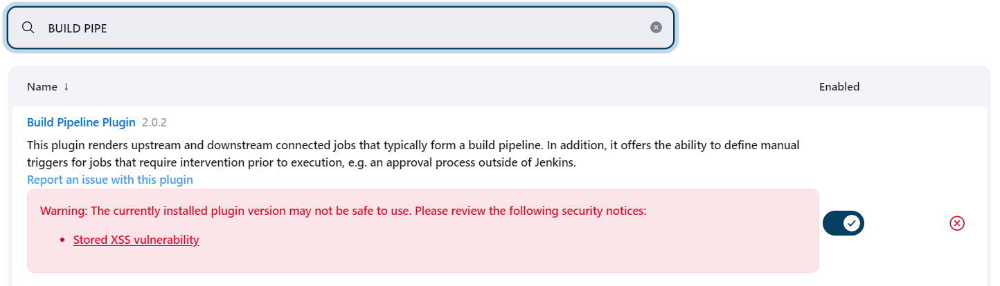 BUILD PIPE
Name ↓
Enabled
Build Pipeline Plugin 2.0.2
This plugin renders upstream and downstream connected jobs that typically form a build pipeline. In addition, it offers the ability to define manual
triggers for jobs that require intervention prior to execution, e.g. an approval process outside of Jenkins.
Report an issue with this plugin
Warning: The currently installed plugin version may not be safe to use. Please review the following security notices:
• Stored XSS vulnerability